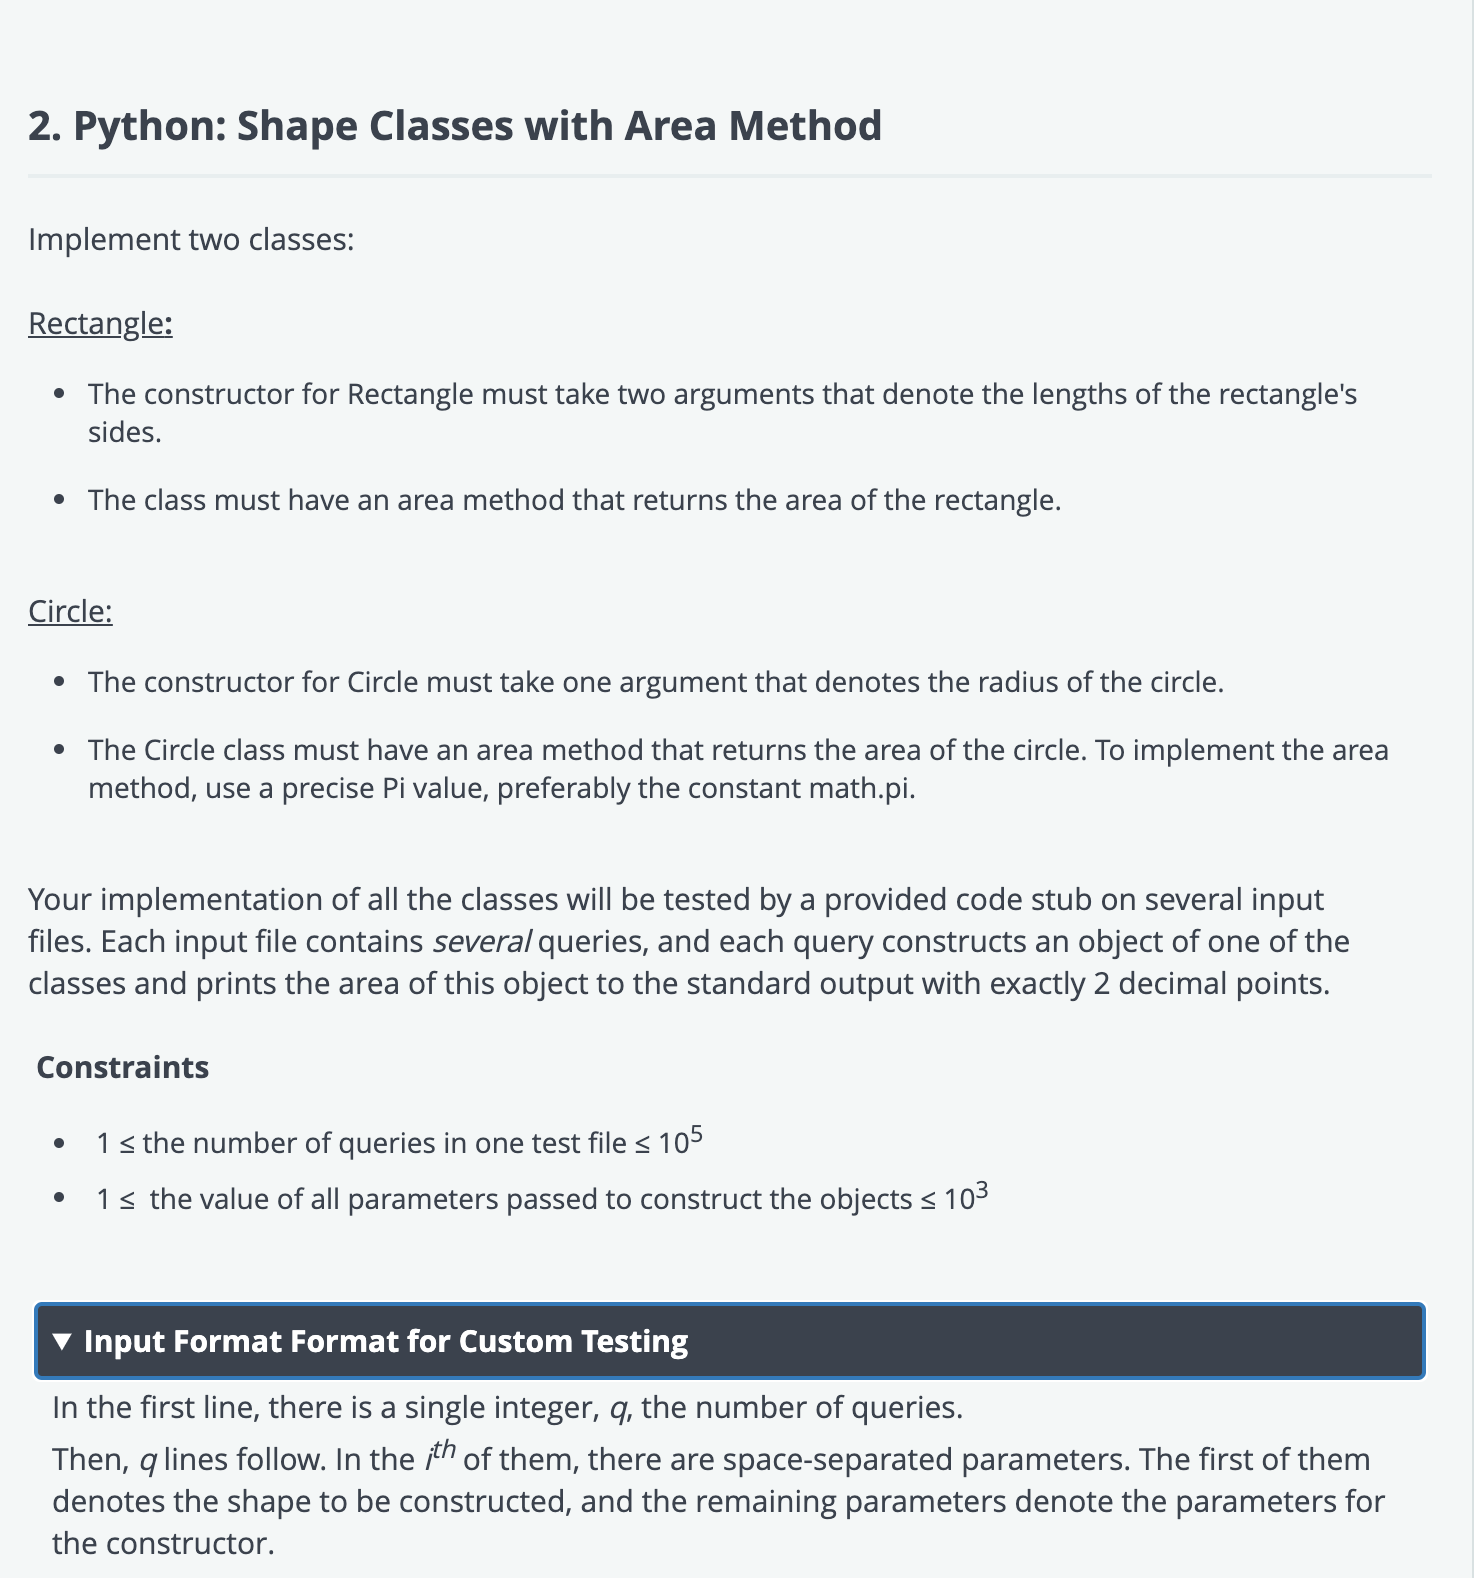 2. Python: Shape Classes with Area Method
Implement two classes:
Rectangle:
• The constructor for Rectangle must take two arguments that denote the lengths of the rectangle's
sides.
• The class must have an area method that returns the area of the rectangle.
Circle:
• The constructor for Circle must take one argument that denotes the radius of the circle.
• The Circle class must have an area method that returns the area of the circle. To implement the area
method, use a precise Pi value, preferably the constant math.pi.
Your implementation of all the classes will be tested by a provided code stub on several input
files. Each input file contains several queries, and each query constructs an object of one of the
classes and prints the area of this object to the standard output with exactly 2 decimal points.
Constraints
• 1 ≤ the number of queries in one test file ≤ 10⁵
• 1 ≤ the value of all parameters passed to construct the objects ≤ 10³
▼ Input Format Format for Custom Testing
In the first line, there is a single integer, q, the number of queries.
Then, q lines follow. In the iᵗʰ of them, there are space-separated parameters. The first of them
denotes the shape to be constructed, and the remaining parameters denote the parameters for
the constructor.